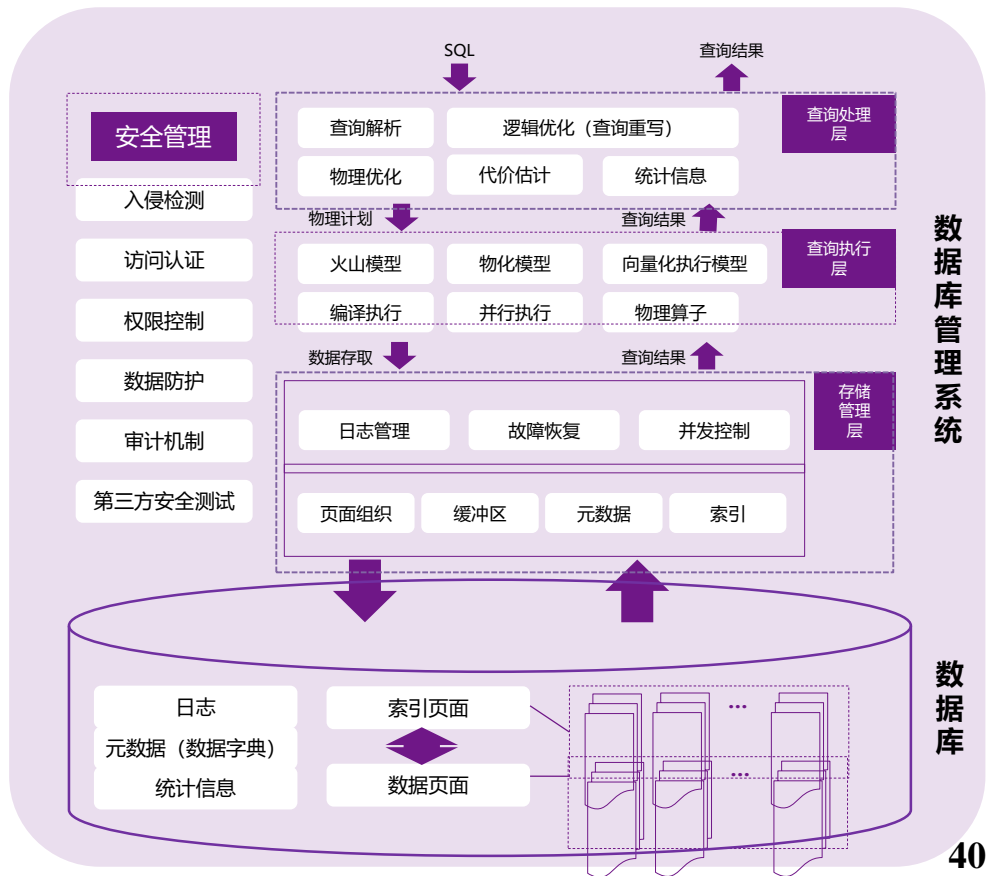 SQL
查询结果
安全管理
入侵检测
访问认证
权限控制
数据防护
审计机制
第三方安全测试
查询处理
层
查询解析
逻辑优化（查询重写）
物理优化
代价估计
统计信息
物理计划
查询结果
查询执行
层
火山模型
物化模型
向量化执行模型
编译执行
并行执行
物理算子
数据存取
查询结果
存储
管理
层
日志管理
故障恢复
并发控制
页面组织
缓冲区
元数据
索引
数据库管理系统
日志
元数据（数据字典）
统计信息
索引页面
数据页面
...
...
数据库
40